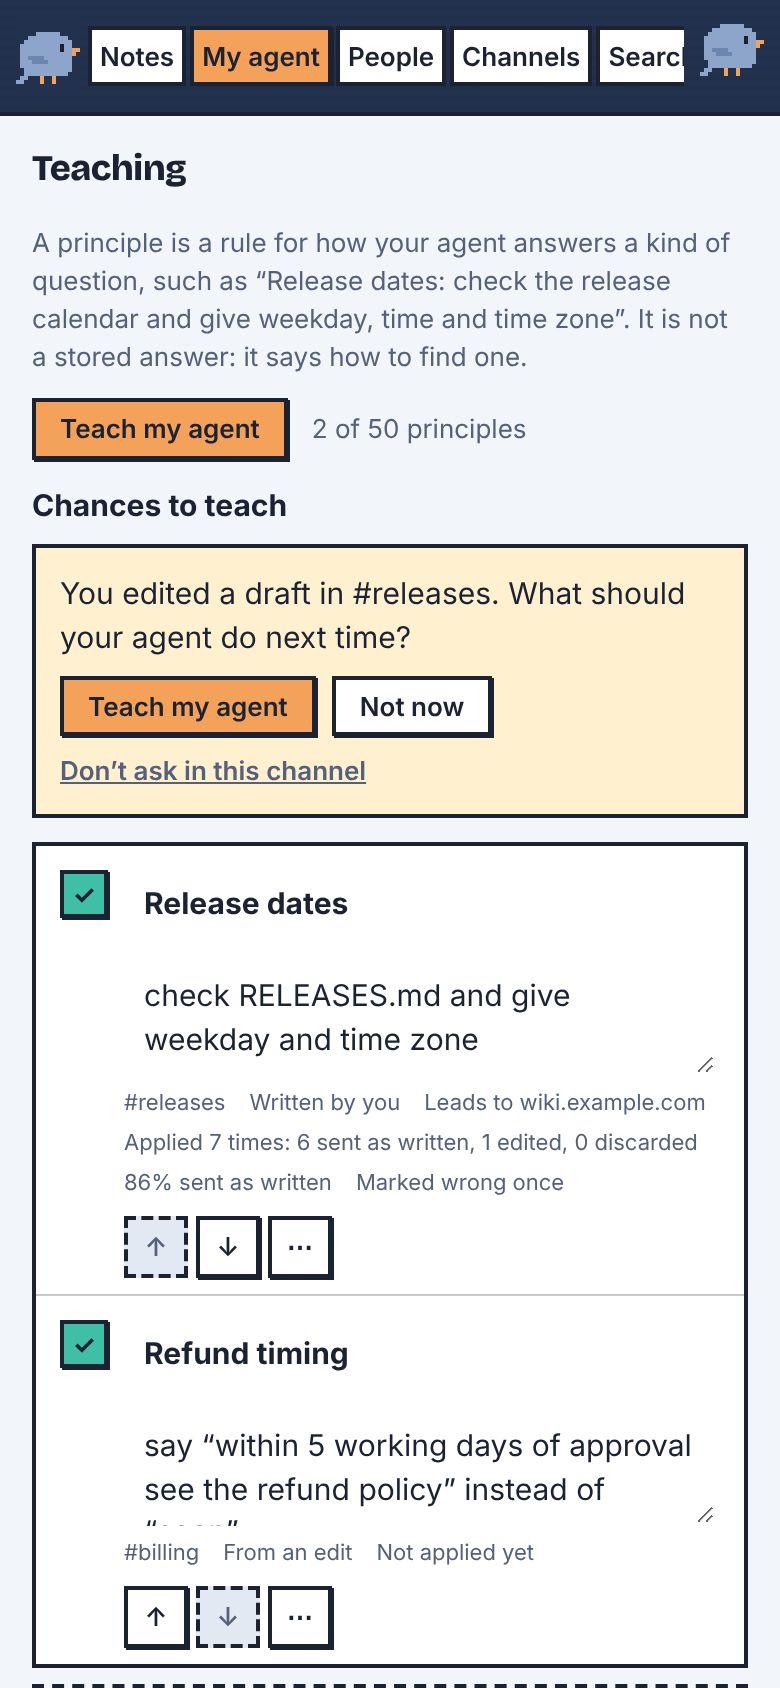 Notes My agent People Channels Search
Teaching
A principle is a rule for how your agent answers a kind of
question, such as “Release dates: check the release
calendar and give weekday, time and time zone”. It is not
a stored answer: it says how to find one.
Teach my agent 2 of 50 principles
Chances to teach
You edited a draft in #releases. What should
your agent do next time?
Teach my agent Not now
Don’t ask in this channel
Release dates
check RELEASES.md and give
weekday and time zone
#releases Written by you Leads to wiki.example.com
Applied 7 times: 6 sent as written, 1 edited, 0 discarded
86% sent as written Marked wrong once
Refund timing
say “within 5 working days of approval
see the refund policy” instead of
#billing From an edit Not applied yet